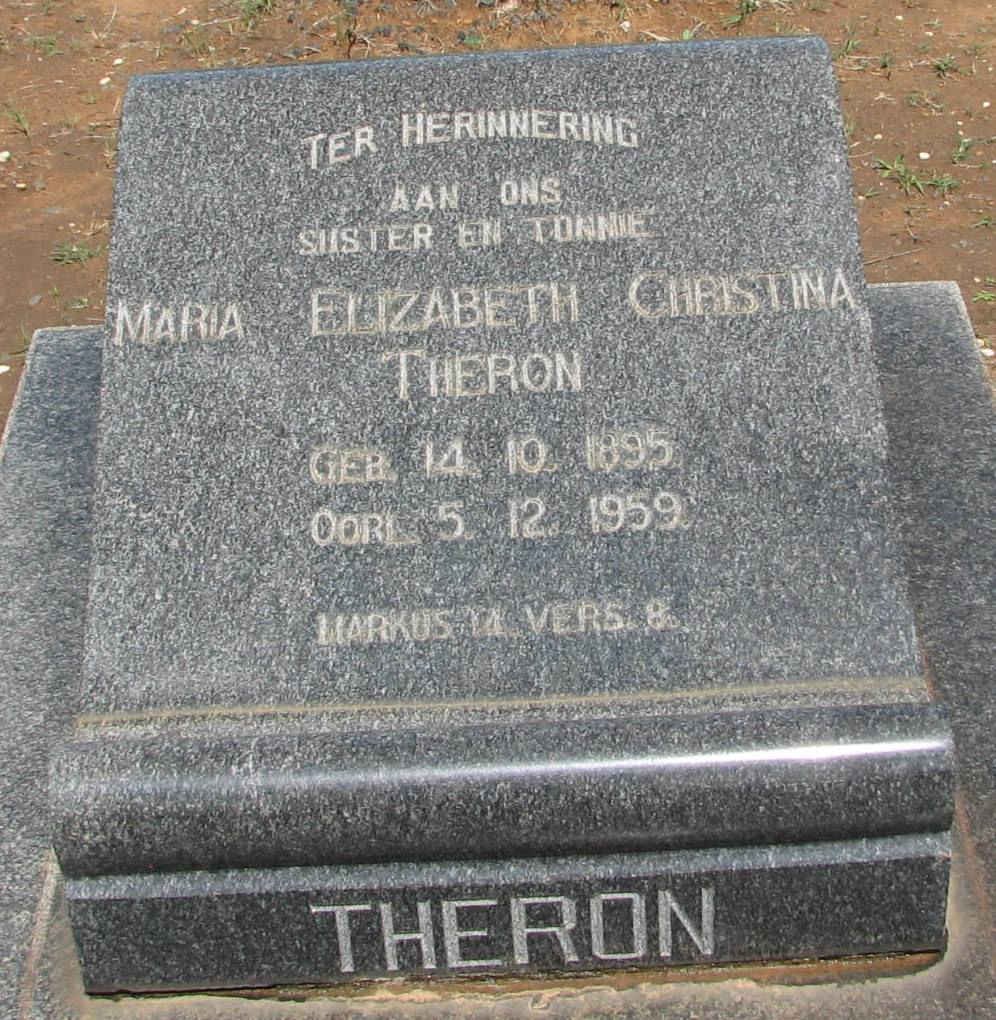 TER HERINNERING
AAN ONS
SUSTER EN TONNIE
MARIA ELIZABETH CHRISTINA
THERON
GEB. 14. 10. 1895.
OORL. 5. 12. 1959.
MARKUS 14. VERS. 8.
THERON